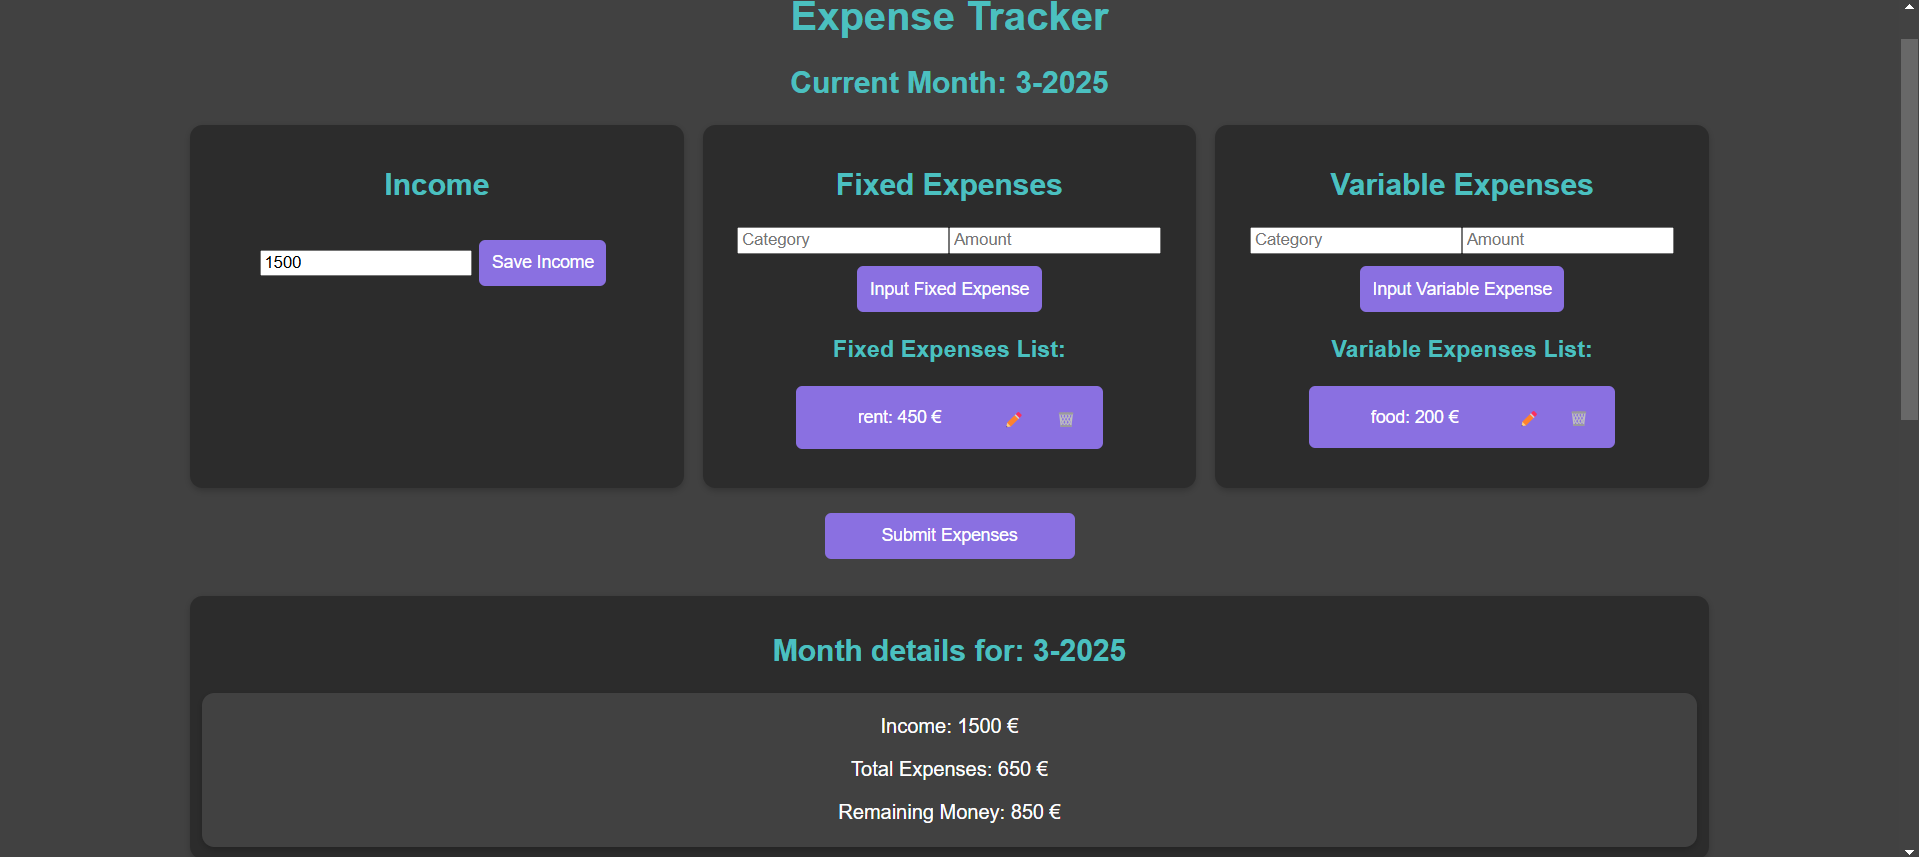 Expense Tracker
Current Month: 3-2025
Income
1500
Save Income
Fixed Expenses
Category
Amount
Input Fixed Expense
Fixed Expenses List:
rent: 450 €
Variable Expenses
Category
Amount
Input Variable Expense
Variable Expenses List:
food: 200 €
Submit Expenses
Month details for: 3-2025
Income: 1500 €
Total Expenses: 650 €
Remaining Money: 850 €